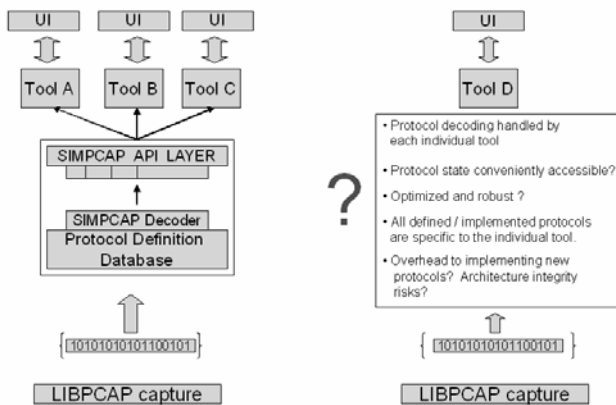 UI UI UI
Tool A Tool B Tool C
SIMPCAP API LAYER
SIMPCAP Decoder
Protocol Definition
Database
{10101010101100101}
LIBPCAP capture
?
UI
Tool D
• Protocol decoding handled by
each individual tool
• Protocol state conveniently accessible?
• Optimized and robust ?
• All defined / implemented protocols
are specific to the individual tool.
• Overhead to implementing new
protocols? Architecture integrity
risks?
{10101010101100101}
LIBPCAP capture